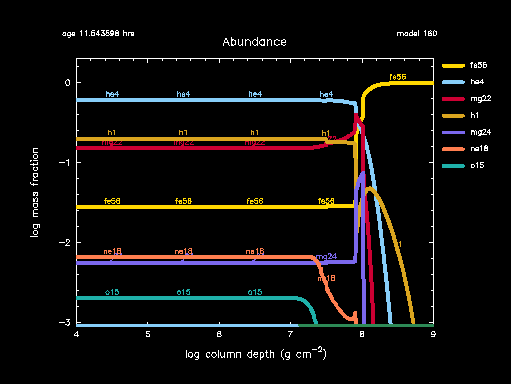 age 11.643598 hrs
model 160
Abundance
fe56
he4
mg22
h1
mg24
ne18
o15
log mass fraction
0
-1
-2
-3
he4 he4 he4 he4
fe56
h1 h1 h1 h1
mg22 mg22 mg22
fe56 fe56 fe56 fe56
ne18 ne18 ne18
mg24
ne18
o15 o15 o15
4 5 6 7 8 9
log column depth (g cm⁻²)